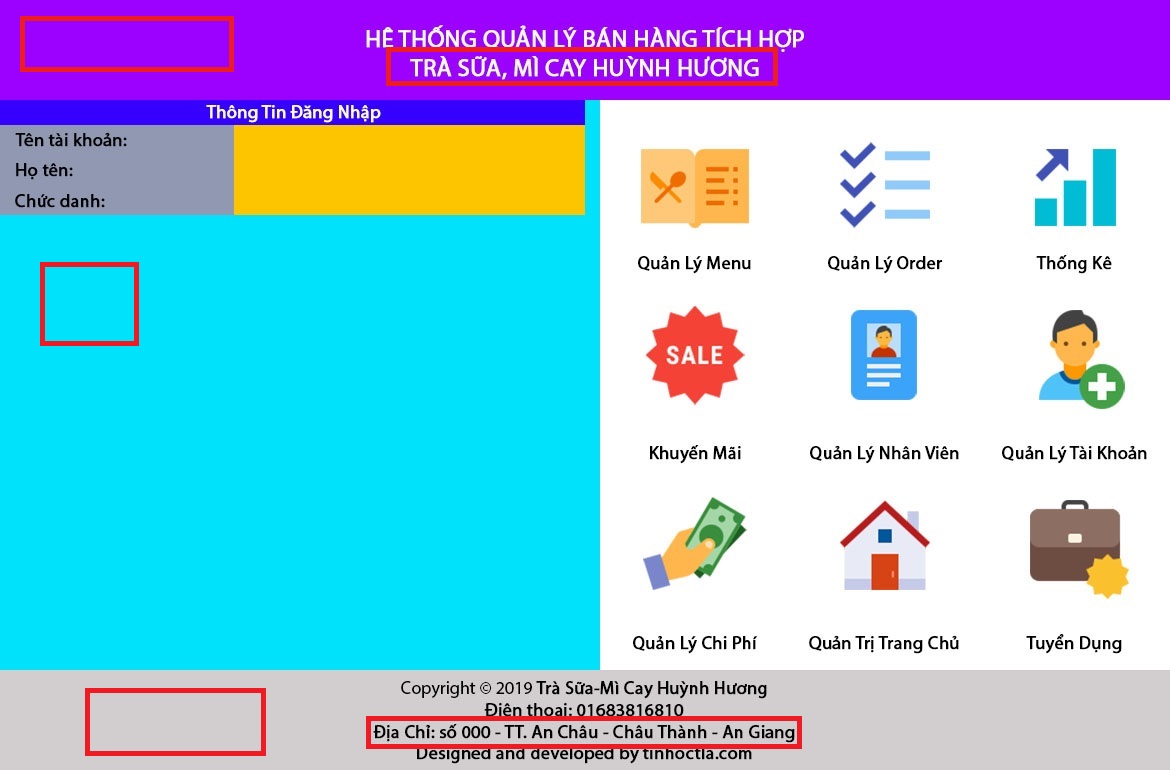 HỆ THỐNG QUẢN LÝ BÁN HÀNG TÍCH HỢP
TRÀ SỮA, MÌ CAY HUỲNH HƯƠNG
Thông Tin Đăng Nhập
Tên tài khoản:
Họ tên:
Chức danh:
Quản Lý Menu
Quản Lý Order
Thống Kê
SALE
Khuyến Mãi
Quản Lý Nhân Viên
Quản Lý Tài Khoản
Quản Lý Chi Phí
Quản Trị Trang Chủ
Tuyển Dụng
Copyright © 2019 Trà Sữa-Mì Cay Huỳnh Hương
Điện thoại: 01683816810
Địa Chỉ: số 000 - TT. An Châu - Châu Thành - An Giang
Designed and developed by tinhoctla.com